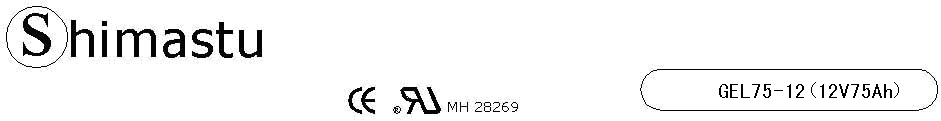 Shimastu
CE ® RU MH 28269
GEL75-12(12V75Ah)